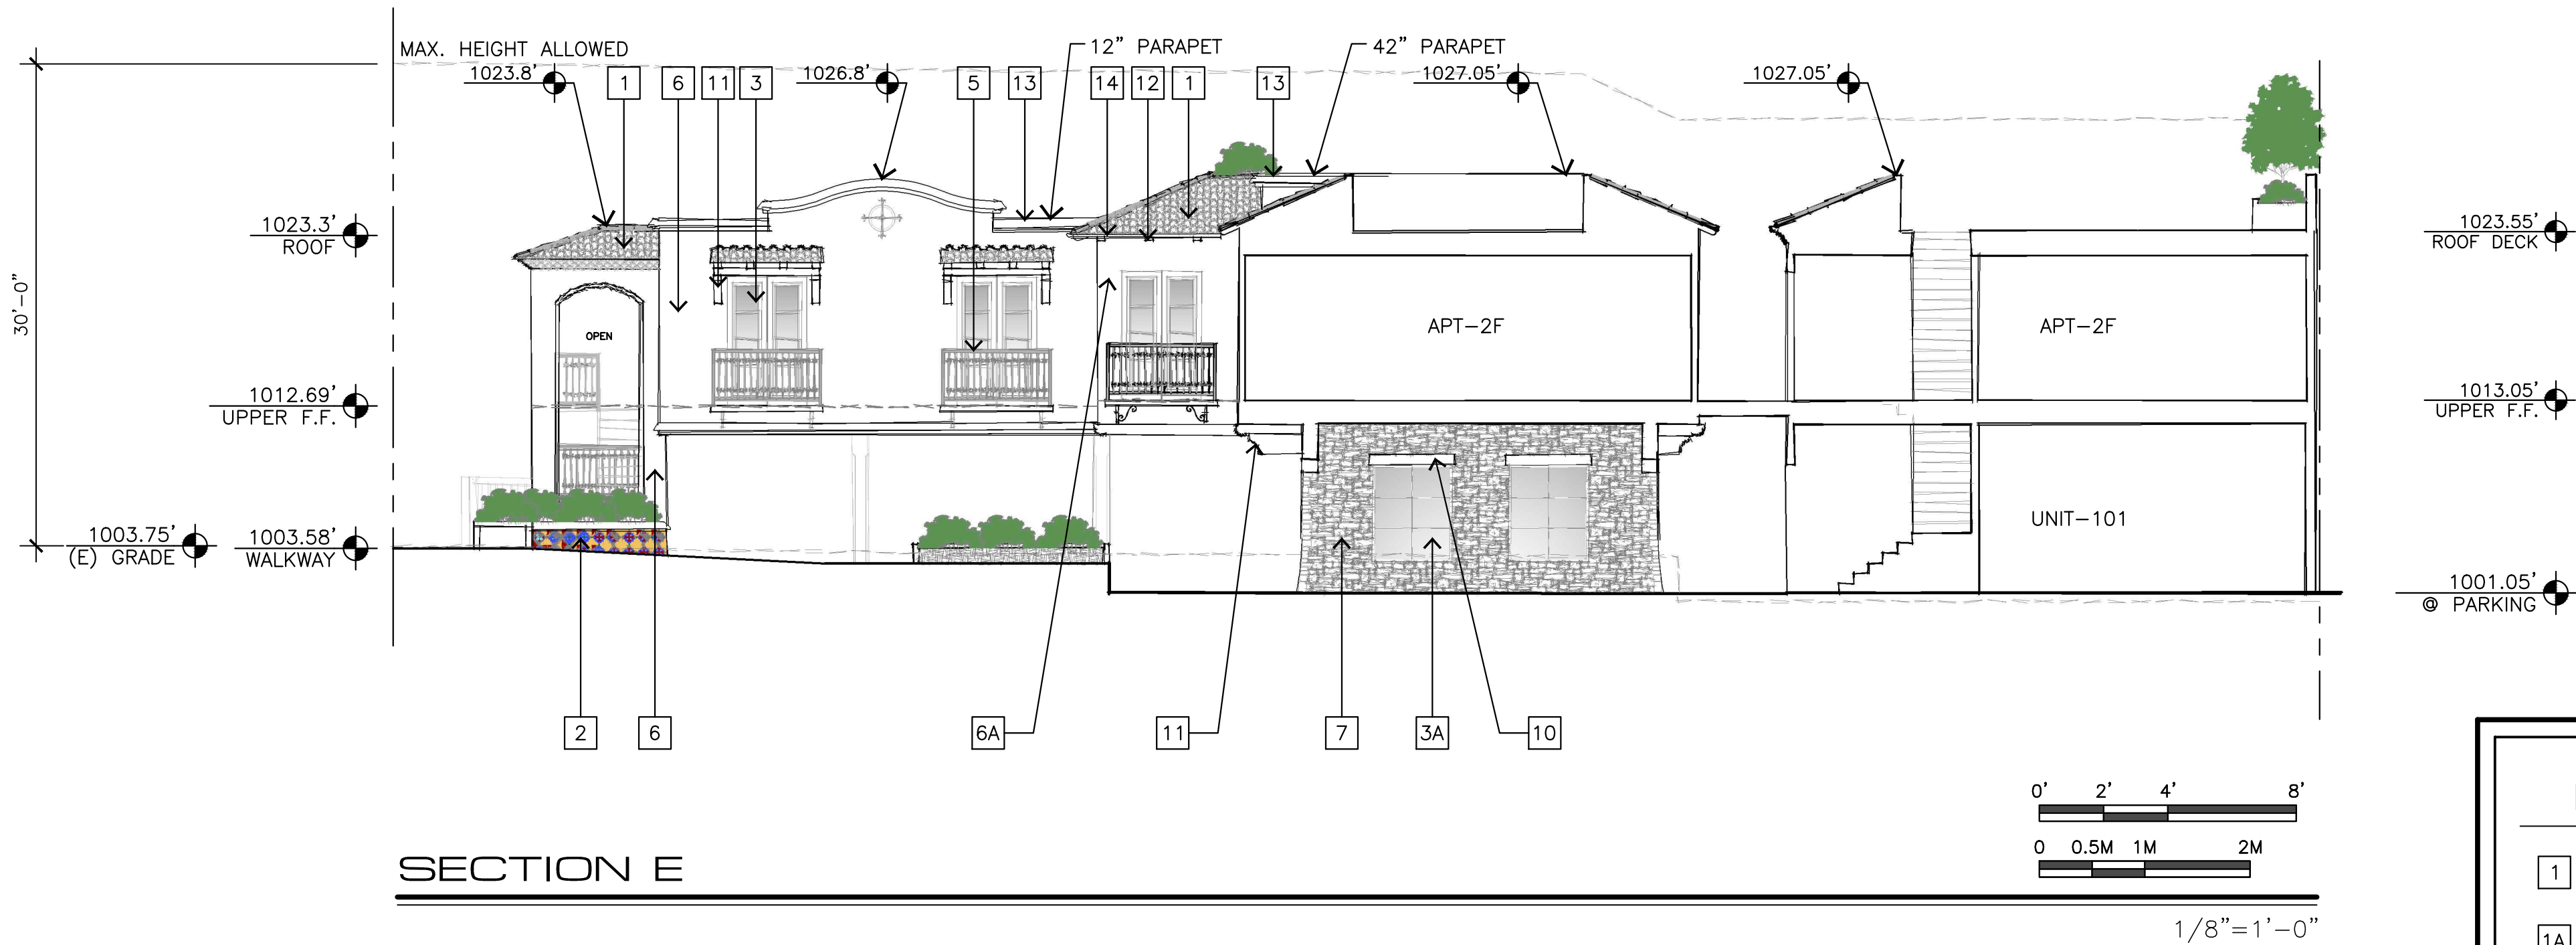 MAX. HEIGHT ALLOWED
12" PARAPET
42" PARAPET
1023.8'
1
6
11
3
1026.8'
5
13
14
12
1
13
1027.05'
1027.05'
1023.3'
ROOF
1023.55'
ROOF DECK
30'-0"
OPEN
APT-2F
APT-2F
1012.69'
UPPER F.F.
1013.05'
UPPER F.F.
UNIT-101
1003.75'
(E) GRADE
1003.58'
WALKWAY
1001.05'
@ PARKING
2
6
6A
11
7
3A
10
0' 2' 4' 8'
0 0.5M 1M 2M
SECTION E
1/8"=1'-0"
1
1A